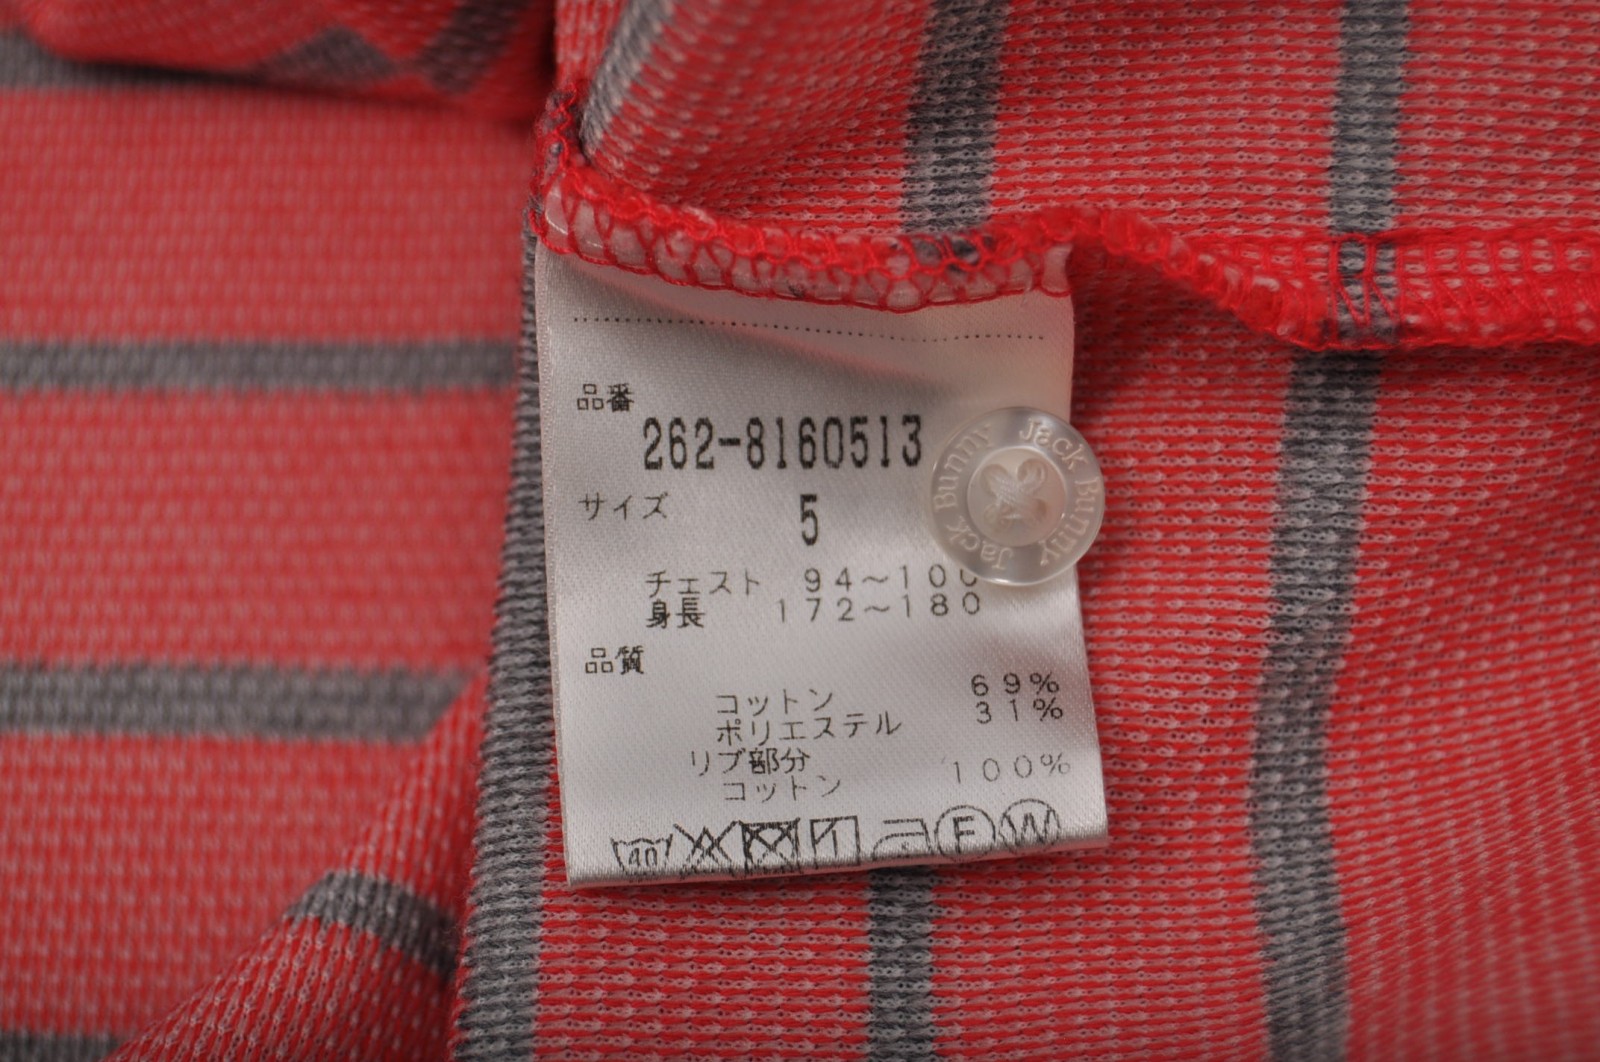 品番
262-8160513
サイズ 5
チェスト 94~100
身長 172~180
品質
コットン 69%
ポリエステル 31%
リブ部分
コットン 100%
40 F W
Jack Bunny Jack Bunny